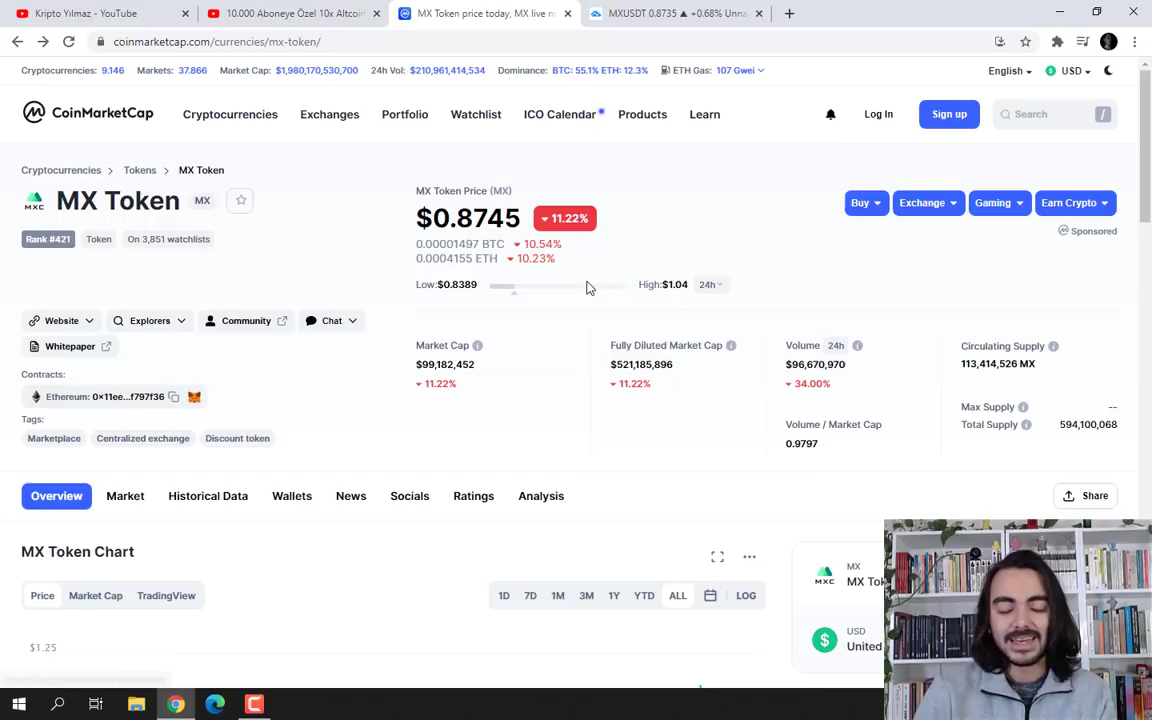 Kripto Yılmaz - YouTube
10.000 Aboneye Özel 10x Altcoin
MX Token price today, MX live m
MXUSDT 0.8735 ▲ +0.68% Unna
coinmarketcap.com/currencies/mx-token/
Cryptocurrencies: 9.146 Markets: 37.866 Market Cap: $1,980,170,530,700 24h Vol: $210,961,414,534 Dominance: BTC: 55.1% ETH: 12.3% ETH Gas: 107 Gwei
English USD
CoinMarketCap
Cryptocurrencies Exchanges Portfolio Watchlist ICO Calendar Products Learn
Log In
Sign up
Search /
Cryptocurrencies > Tokens > MX Token
MXC
MX Token MX
Rank #421 Token On 3,851 watchlists
MX Token Price (MX)
$0.8745 11.22%
0.00001497 BTC 10.54%
0.0004155 ETH 10.23%
Low: $0.8389 High: $1.04 24h
Buy Exchange Gaming Earn Crypto
Sponsored
Website Explorers Community Chat
Whitepaper
Contracts:
Ethereum: 0x11ee...f797f36
Tags:
Marketplace Centralized exchange Discount token
Market Cap
$99,182,452
11.22%
Fully Diluted Market Cap
$521,185,896
11.22%
Volume 24h
$96,670,970
34.00%
Volume / Market Cap
0.9797
Circulating Supply
113,414,526 MX
Max Supply --
Total Supply 594,100,068
Overview Market Historical Data Wallets News Socials Ratings Analysis
Share
MX Token Chart
Price Market Cap TradingView
1D 7D 1M 3M 1Y YTD ALL LOG
$1.25
MXC
MX
MX Tok
$
USD
United